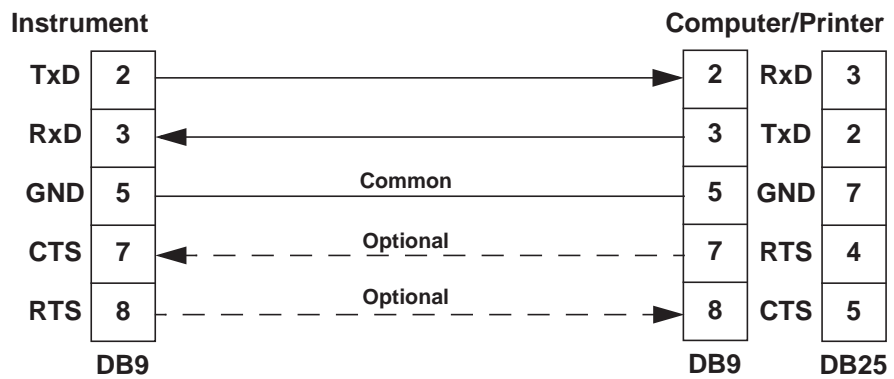 Instrument Computer/Printer
TxD 2 2 RxD 3
RxD 3 3 TxD 2
GND 5 Common 5 GND 7
CTS 7 Optional 7 RTS 4
RTS 8 Optional 8 CTS 5
DB9 DB9 DB25